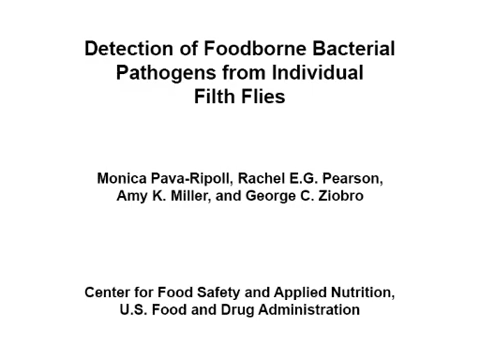 Detection of Foodborne Bacterial
Pathogens from Individual
Filth Flies
Monica Pava-Ripoll, Rachel E.G. Pearson,
Amy K. Miller, and George C. Ziobro
Center for Food Safety and Applied Nutrition,
U.S. Food and Drug Administration